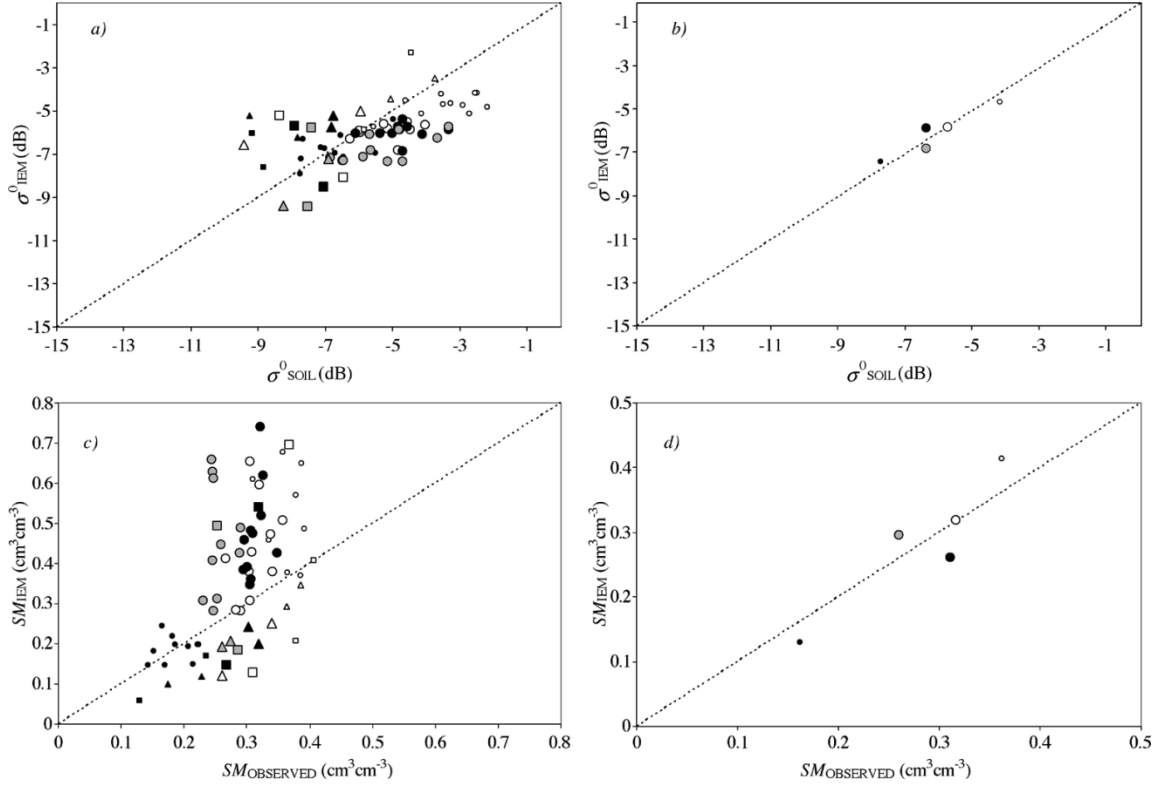 a)
-1
-3
-5
-7
-9
-11
-13
-15
σ⁰IEM (dB)
-15 -13 -11 -9 -7 -5 -3 -1
σ⁰SOIL (dB)
b)
-1
-3
-5
-7
-9
-11
-13
-15
σ⁰IEM (dB)
-15 -13 -11 -9 -7 -5 -3 -1
σ⁰SOIL (dB)
c)
0.8
0.7
0.6
0.5
0.4
0.3
0.2
0.1
0
SMIEM (cm³cm⁻³)
0 0.1 0.2 0.3 0.4 0.5 0.6 0.7 0.8
SMOBSERVED (cm³cm⁻³)
d)
0.5
0.4
0.3
0.2
0.1
0
SMIEM (cm³cm⁻³)
0 0.1 0.2 0.3 0.4 0.5
SMOBSERVED (cm³cm⁻³)